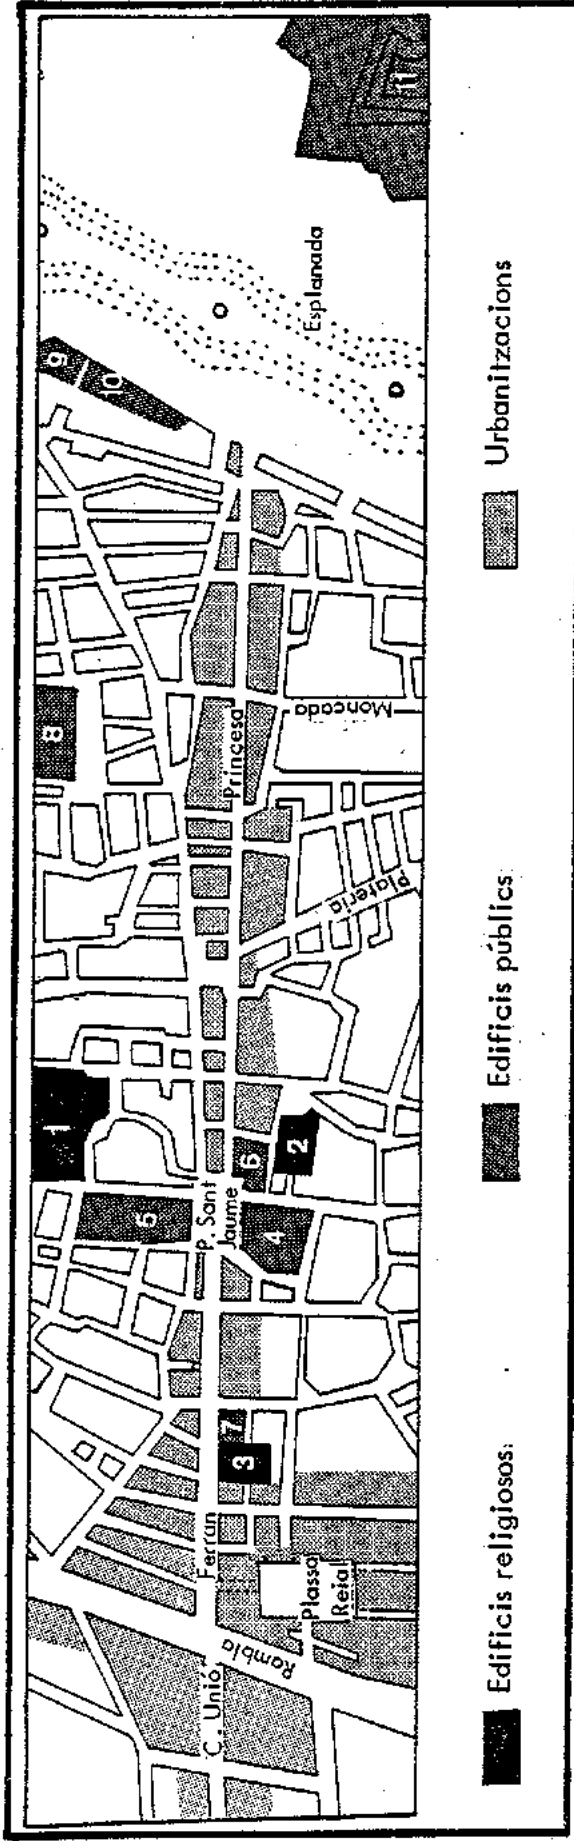 C. Unió
Rambla
Ferran
Plassa
Reial
3
7
P. Sant
Jaume
5
4
6
2
1
Plateria
Princesa
8
Moncada
9
10
Esplanada
11
Edificis religiosos:
Edificis públics:
Urbanitzacions